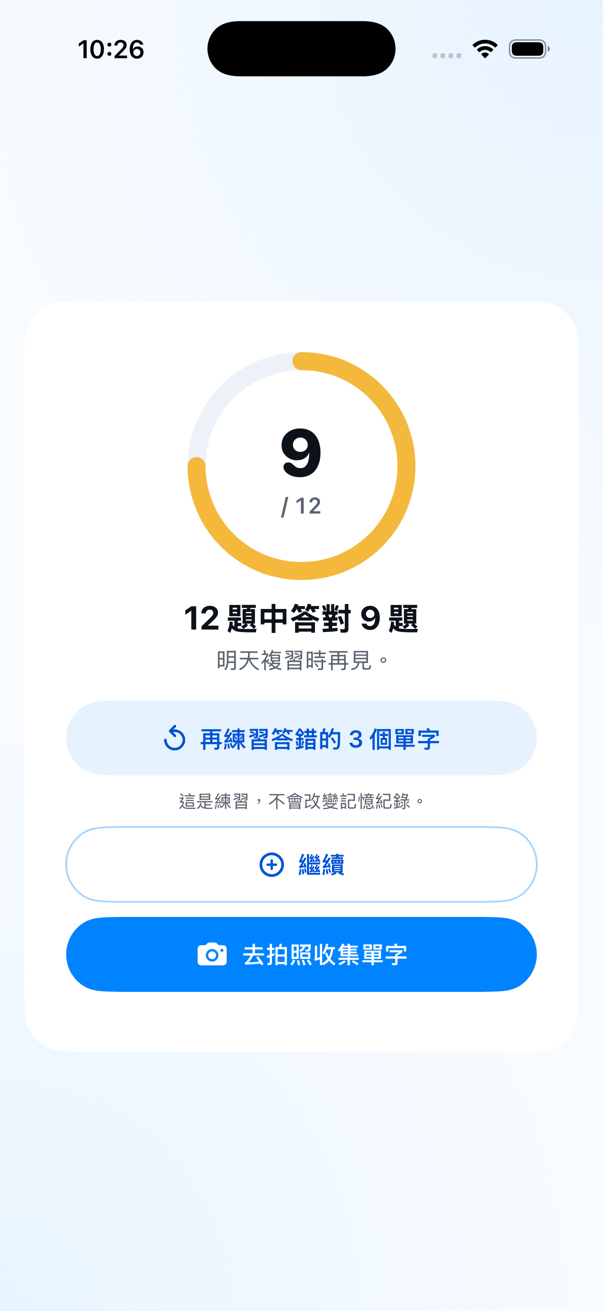 10:26
9
/ 12
12 題中答對 9 題
明天複習時再見。
再練習答錯的 3 個單字
這是練習，不會改變記憶紀錄。
繼續
去拍照收集單字